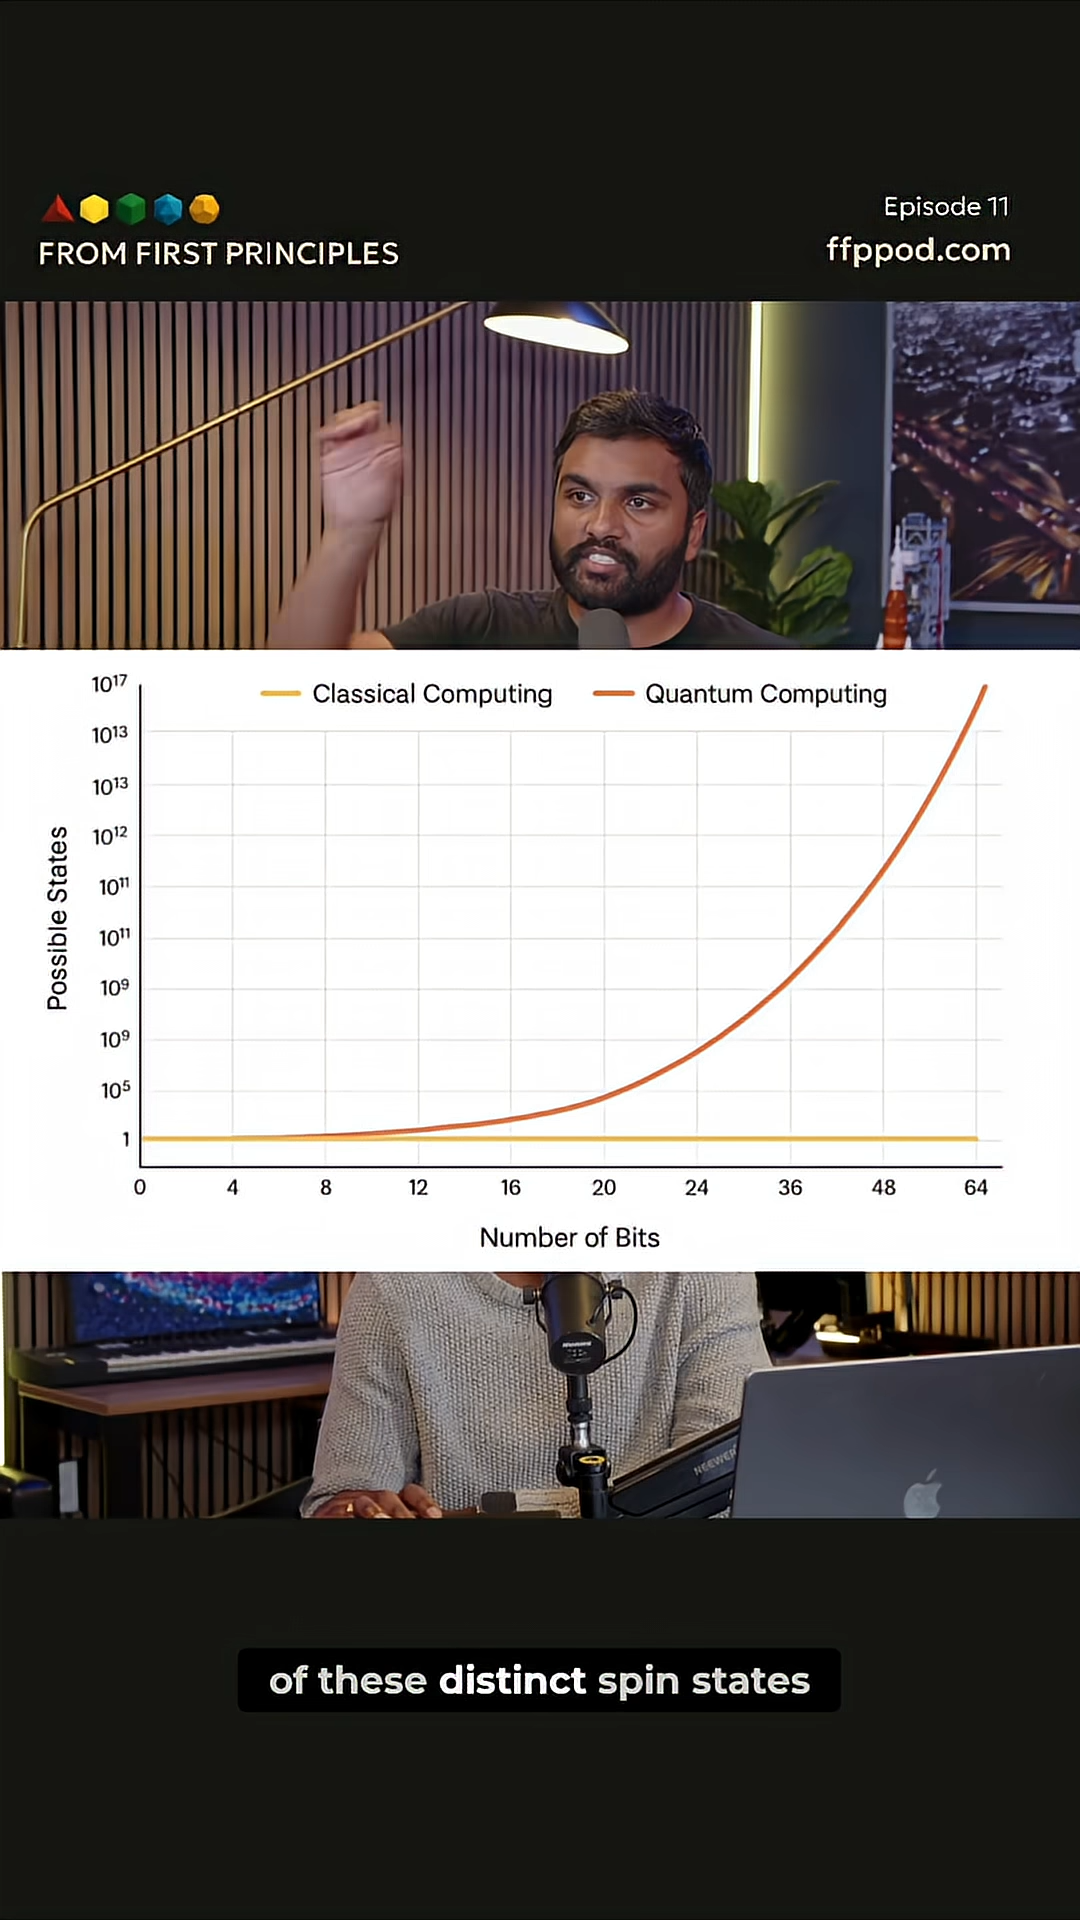 Episode 11
FROM FIRST PRINCIPLES
ffppod.com
Classical Computing
Quantum Computing
Possible States
10¹⁷
10¹³
10¹³
10¹²
10¹¹
10¹¹
10⁹
10⁹
10⁵
1
0 4 8 12 16 20 24 36 48 64
Number of Bits
NEEWER
of these distinct spin states